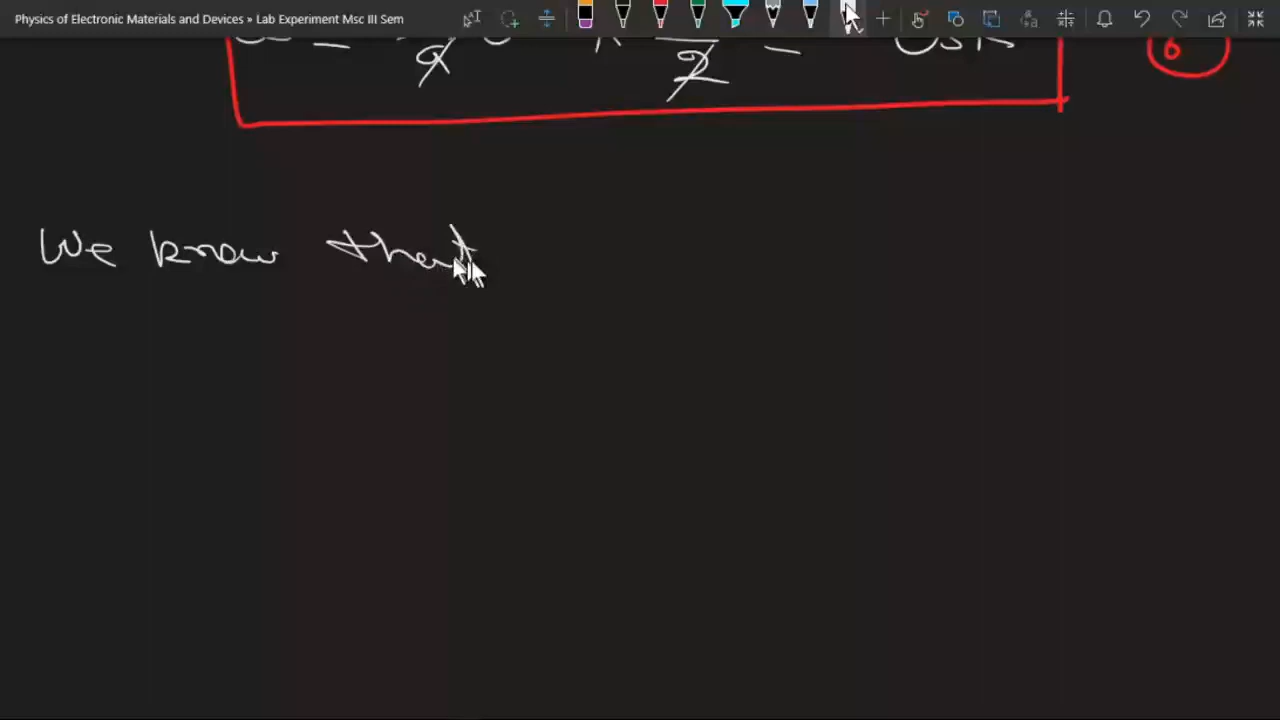 Physics of Electronic Materials and Devices » Lab Experiment Msc III Sem
6
We know that